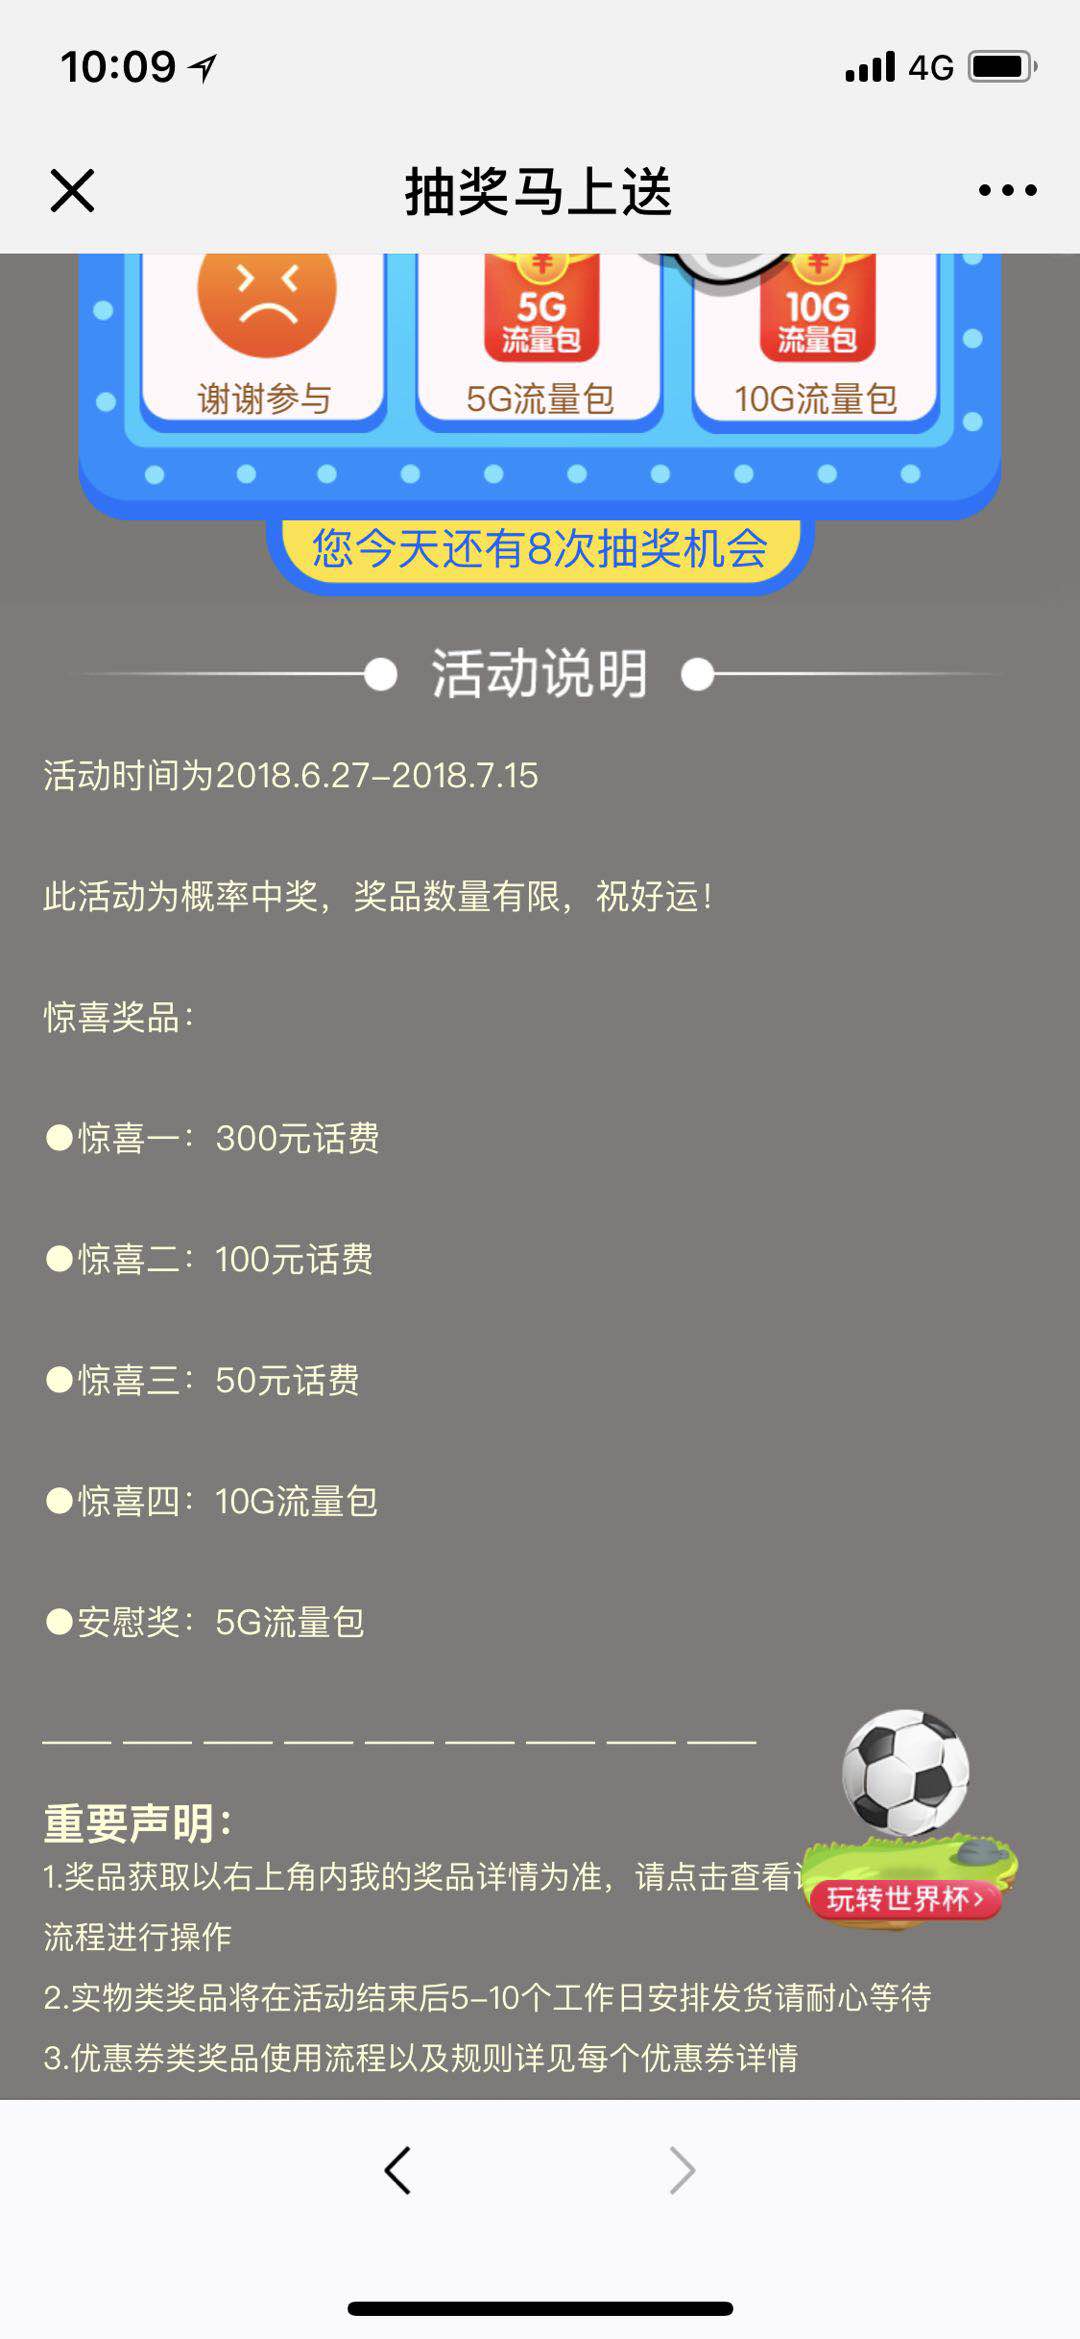 10:09
4G
抽奖马上送
¥
¥
5G
流量包
10G
流量包
谢谢参与
5G流量包
10G流量包
您今天还有8次抽奖机会
活动说明
活动时间为2018.6.27-2018.7.15
此活动为概率中奖，奖品数量有限，祝好运！
惊喜奖品：
●惊喜一：300元话费
●惊喜二：100元话费
●惊喜三：50元话费
●惊喜四：10G流量包
●安慰奖：5G流量包
— — — — — — — — —
重要声明：
1.奖品获取以右上角内我的奖品详情为准，请点击查看
流程进行操作
玩转世界杯>
2.实物类奖品将在活动结束后5-10个工作日安排发货请耐心等待
3.优惠券类奖品使用流程以及规则详见每个优惠券详情